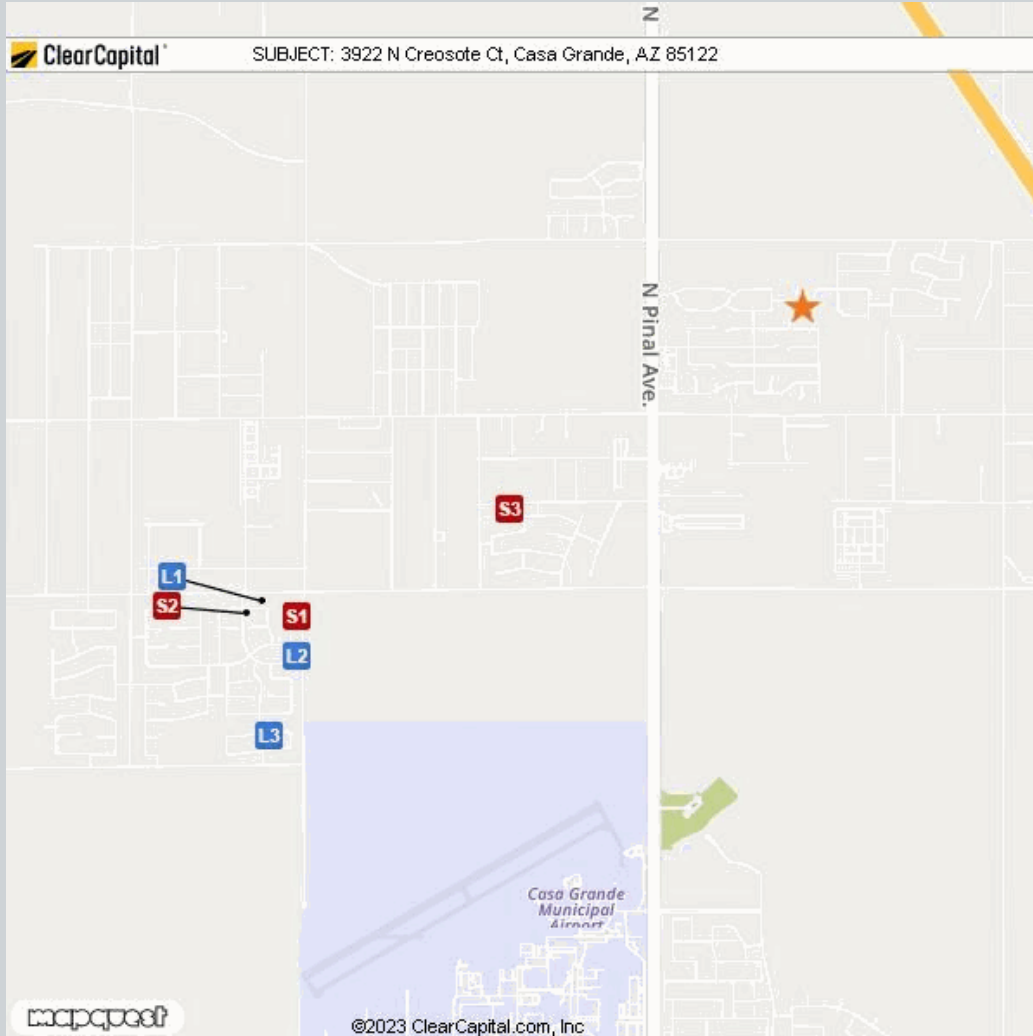 N
ClearCapital
SUBJECT: 3922 N Creosote Ct, Casa Grande, AZ 85122
N Pinal Ave.
S3
L1
S2
S1
L2
L3
Casa Grande
Municipal
Airport
mapquest
©2023 ClearCapital.com, Inc